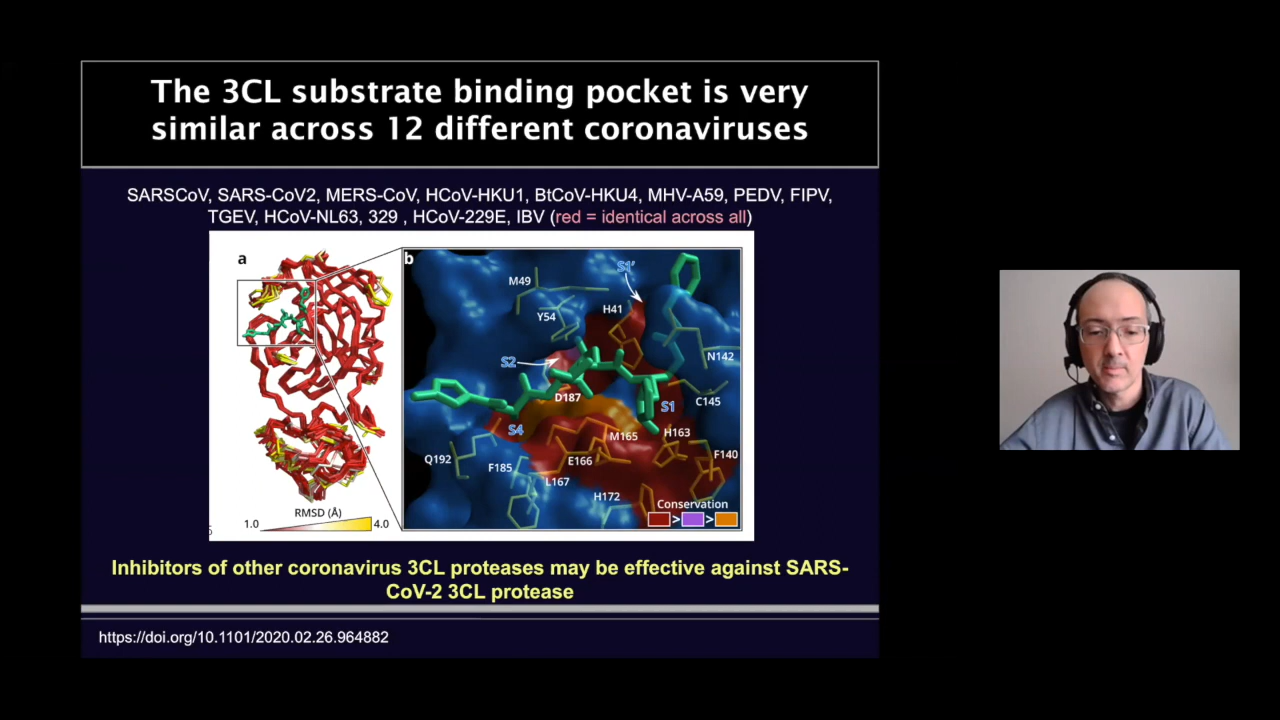 The 3CL substrate binding pocket is very
similar across 12 different coronaviruses
SARSCoV, SARS-CoV2, MERS-CoV, HCoV-HKU1, BtCoV-HKU4, MHV-A59, PEDV, FIPV,
TGEV, HCoV-NL63, 329 , HCoV-229E, IBV (red = identical across all)
a
b
S1'
M49
H41
Y54
N142
S2
D187
C145
S1
S4
M165
H163
Q192
F185
E166
F140
L167
H172
Conservation
> >
RMSD (Å)
1.0
4.0
Inhibitors of other coronavirus 3CL proteases may be effective against SARS-
CoV-2 3CL protease
https://doi.org/10.1101/2020.02.26.964882